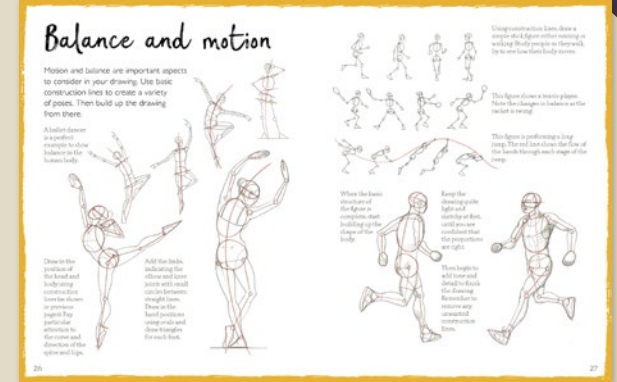 Balance and motion
Motion and balance are important aspects
to consider in your drawing. Use basic
construction lines to create a variety
of poses. Then build up the drawing
from there.
A ballet dancer
is a perfect
example to show
balance in the
human body.
Draw in the
position of
the head and
body using
construction
lines (as shown
in previous
pages). Pay
particular
attention to
the curve and
direction of the
spine and hips.
Add the limbs,
indicating the
elbow and knee
joints with small
circles between
straight lines.
Draw in the
hand positions
using ovals and
draw triangles
for each foot.
26
Using construction lines, draw a
simple stick figure either running or
walking. Study people as they walk,
try to see how their body moves.
This figure shows a tennis player.
Note the changes in balance as the
racket is swung.
This figure is performing a long
jump. The red line shows the flow of
the hands through each stage of the
jump.
When the basic
structure of
the figure is
complete, start
building up the
shape of the
body.
Keep the
drawing quite
light and
sketchy at first,
until you are
confident that
the proportions
are right.
Then begin to
add tone and
detail to finish
the drawing.
Remember to
remove any
unwanted
construction
lines.
27